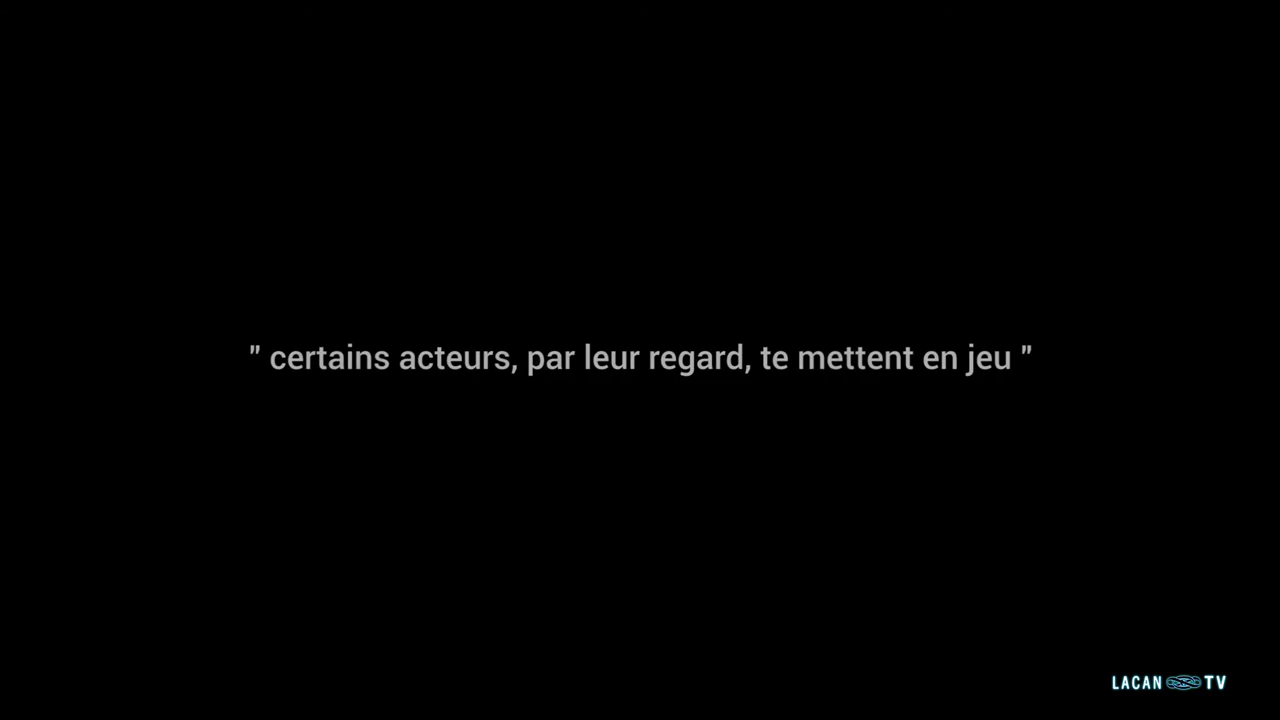 " certains acteurs, par leur regard, te mettent en jeu "
LACAN TV